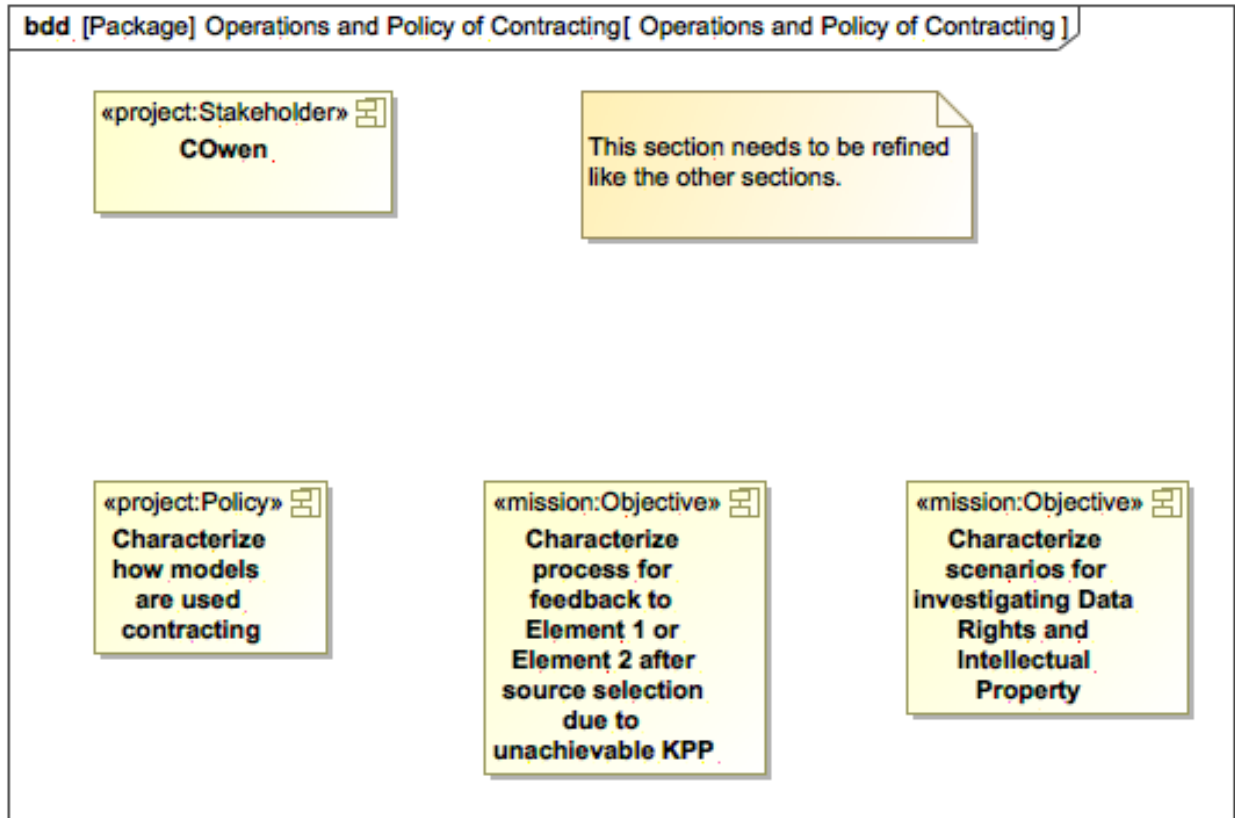 bdd [Package] Operations and Policy of Contracting[ Operations and Policy of Contracting ]
«project:Stakeholder»
COwen
This section needs to be refined
like the other sections.
«project:Policy»
Characterize
how models
are used
contracting
«mission:Objective»
Characterize
process for
feedback to
Element 1 or
Element 2 after
source selection
due to
unachievable KPP
«mission:Objective»
Characterize
scenarios for
investigating Data
Rights and
Intellectual
Property